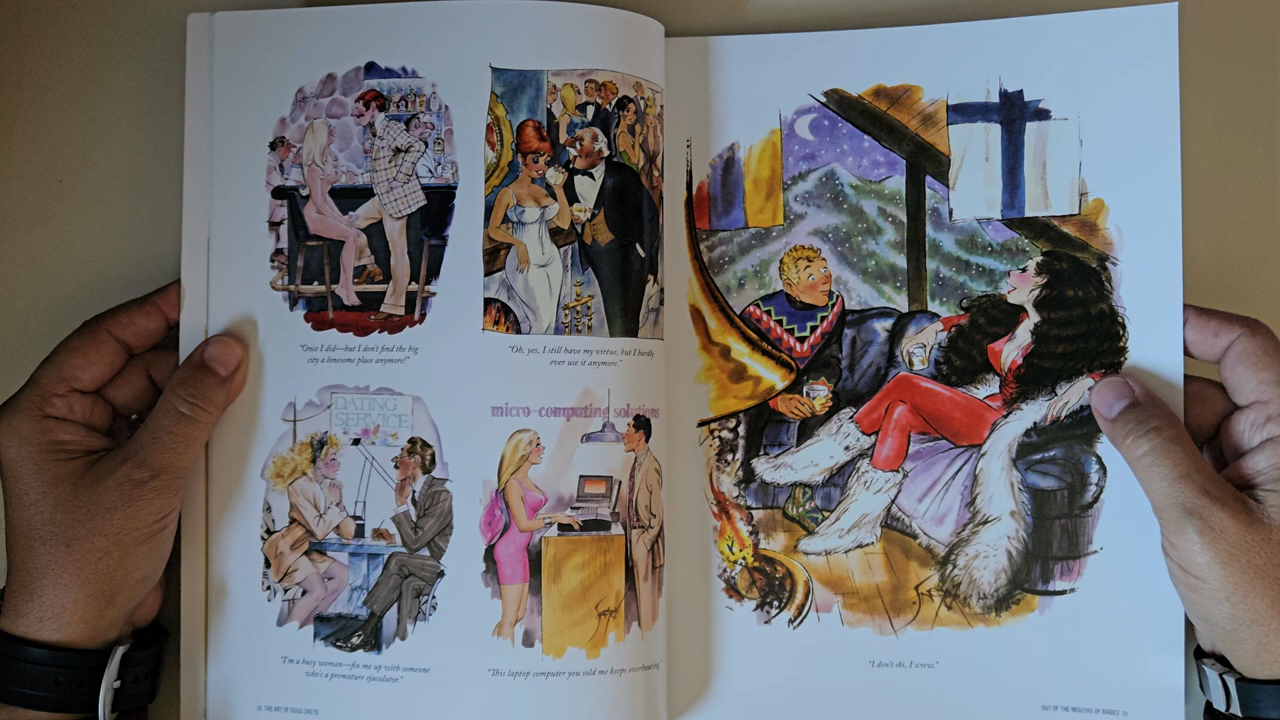 "Once I did—but I don't find the big
city a lonesome place anymore!"
"Oh, yes, I still have my virtue, but I hardly
ever use it anymore."
DATING
SERVICE
"I'm a busy woman—fix me up with someone
who's a premature ejaculator."
micro-computing solutions
"This laptop computer you sold me keeps overheating."
THE ART OF DOUG SNEYD
"I don't ski, I screw."
OUT OF THE MOUTHS OF BABES